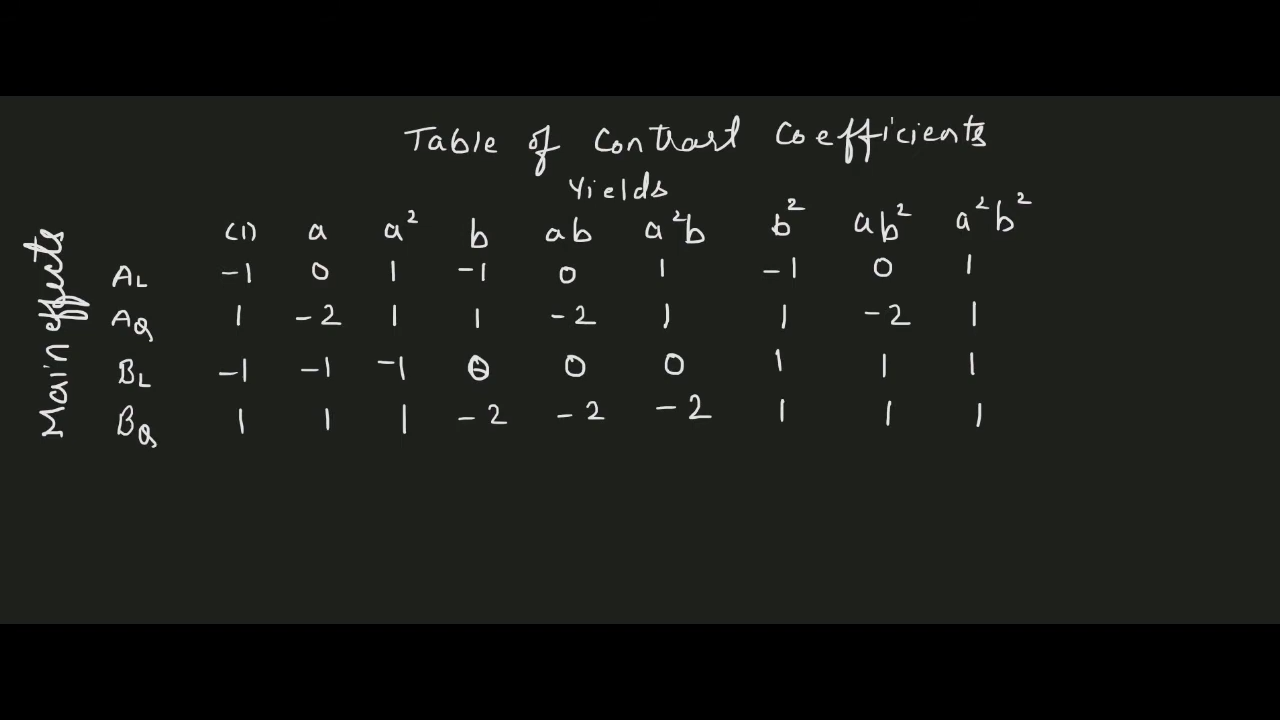 Table of Contrast Coefficients
Yields
Main effects
(1) a a² b ab a²b b² ab² a²b²
A_L -1 0 1 -1 0 1 -1 0 1
A_Q 1 -2 1 1 -2 1 1 -2 1
B_L -1 -1 -1 0 0 0 1 1 1
B_Q 1 1 1 -2 -2 -2 1 1 1